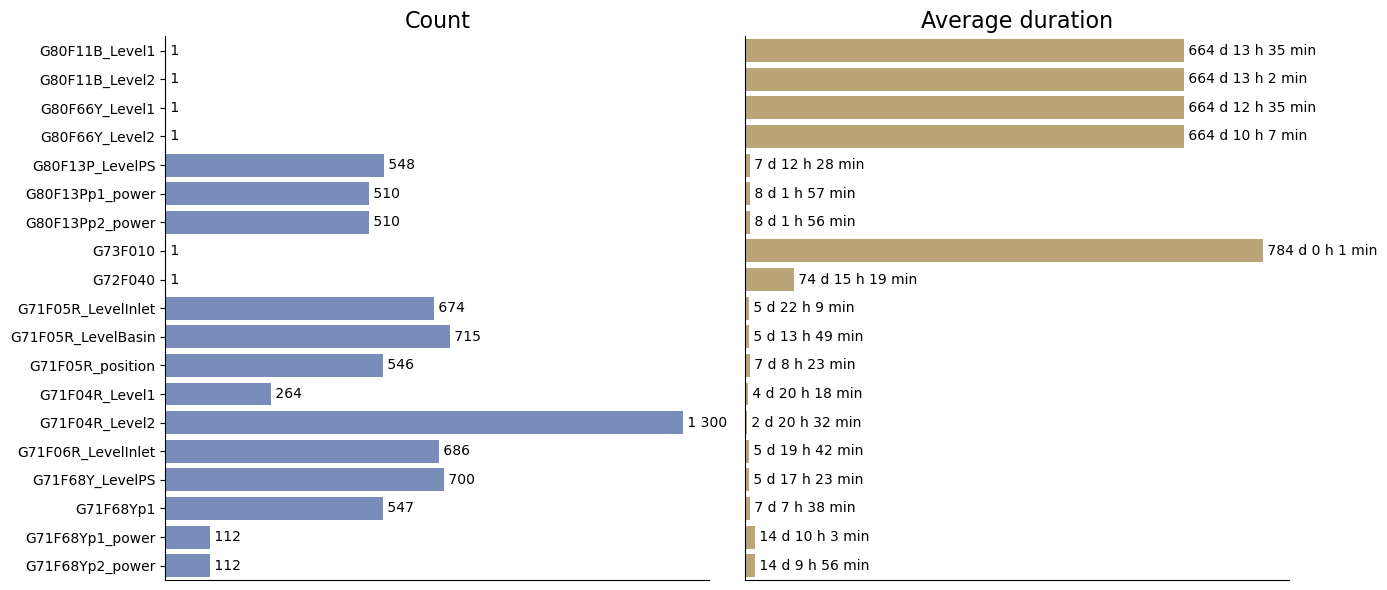 Count
Average duration
G80F11B_Level1 1 664 d 13 h 35 min
G80F11B_Level2 1 664 d 13 h 2 min
G80F66Y_Level1 1 664 d 12 h 35 min
G80F66Y_Level2 1 664 d 10 h 7 min
G80F13P_LevelPS 548 7 d 12 h 28 min
G80F13Pp1_power 510 8 d 1 h 57 min
G80F13Pp2_power 510 8 d 1 h 56 min
G73F010 1 784 d 0 h 1 min
G72F040 1 74 d 15 h 19 min
G71F05R_LevelInlet 674 5 d 22 h 9 min
G71F05R_LevelBasin 715 5 d 13 h 49 min
G71F05R_position 546 7 d 8 h 23 min
G71F04R_Level1 264 4 d 20 h 18 min
G71F04R_Level2 1 300 2 d 20 h 32 min
G71F06R_LevelInlet 686 5 d 19 h 42 min
G71F68Y_LevelPS 700 5 d 17 h 23 min
G71F68Yp1 547 7 d 7 h 38 min
G71F68Yp1_power 112 14 d 10 h 3 min
G71F68Yp2_power 112 14 d 9 h 56 min